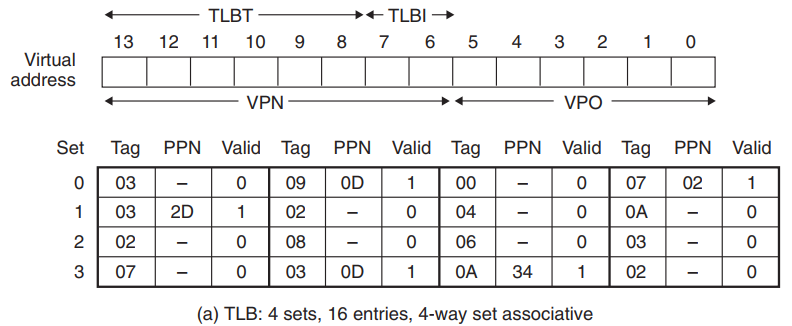 TLBT TLBI
13 12 11 10 9 8 7 6 5 4 3 2 1 0
Virtual
address
VPN VPO
Set Tag PPN Valid Tag PPN Valid Tag PPN Valid Tag PPN Valid
0 03 – 0 09 0D 1 00 – 0 07 02 1
1 03 2D 1 02 – 0 04 – 0 0A – 0
2 02 – 0 08 – 0 06 – 0 03 – 0
3 07 – 0 03 0D 1 0A 34 1 02 – 0
(a) TLB: 4 sets, 16 entries, 4-way set associative